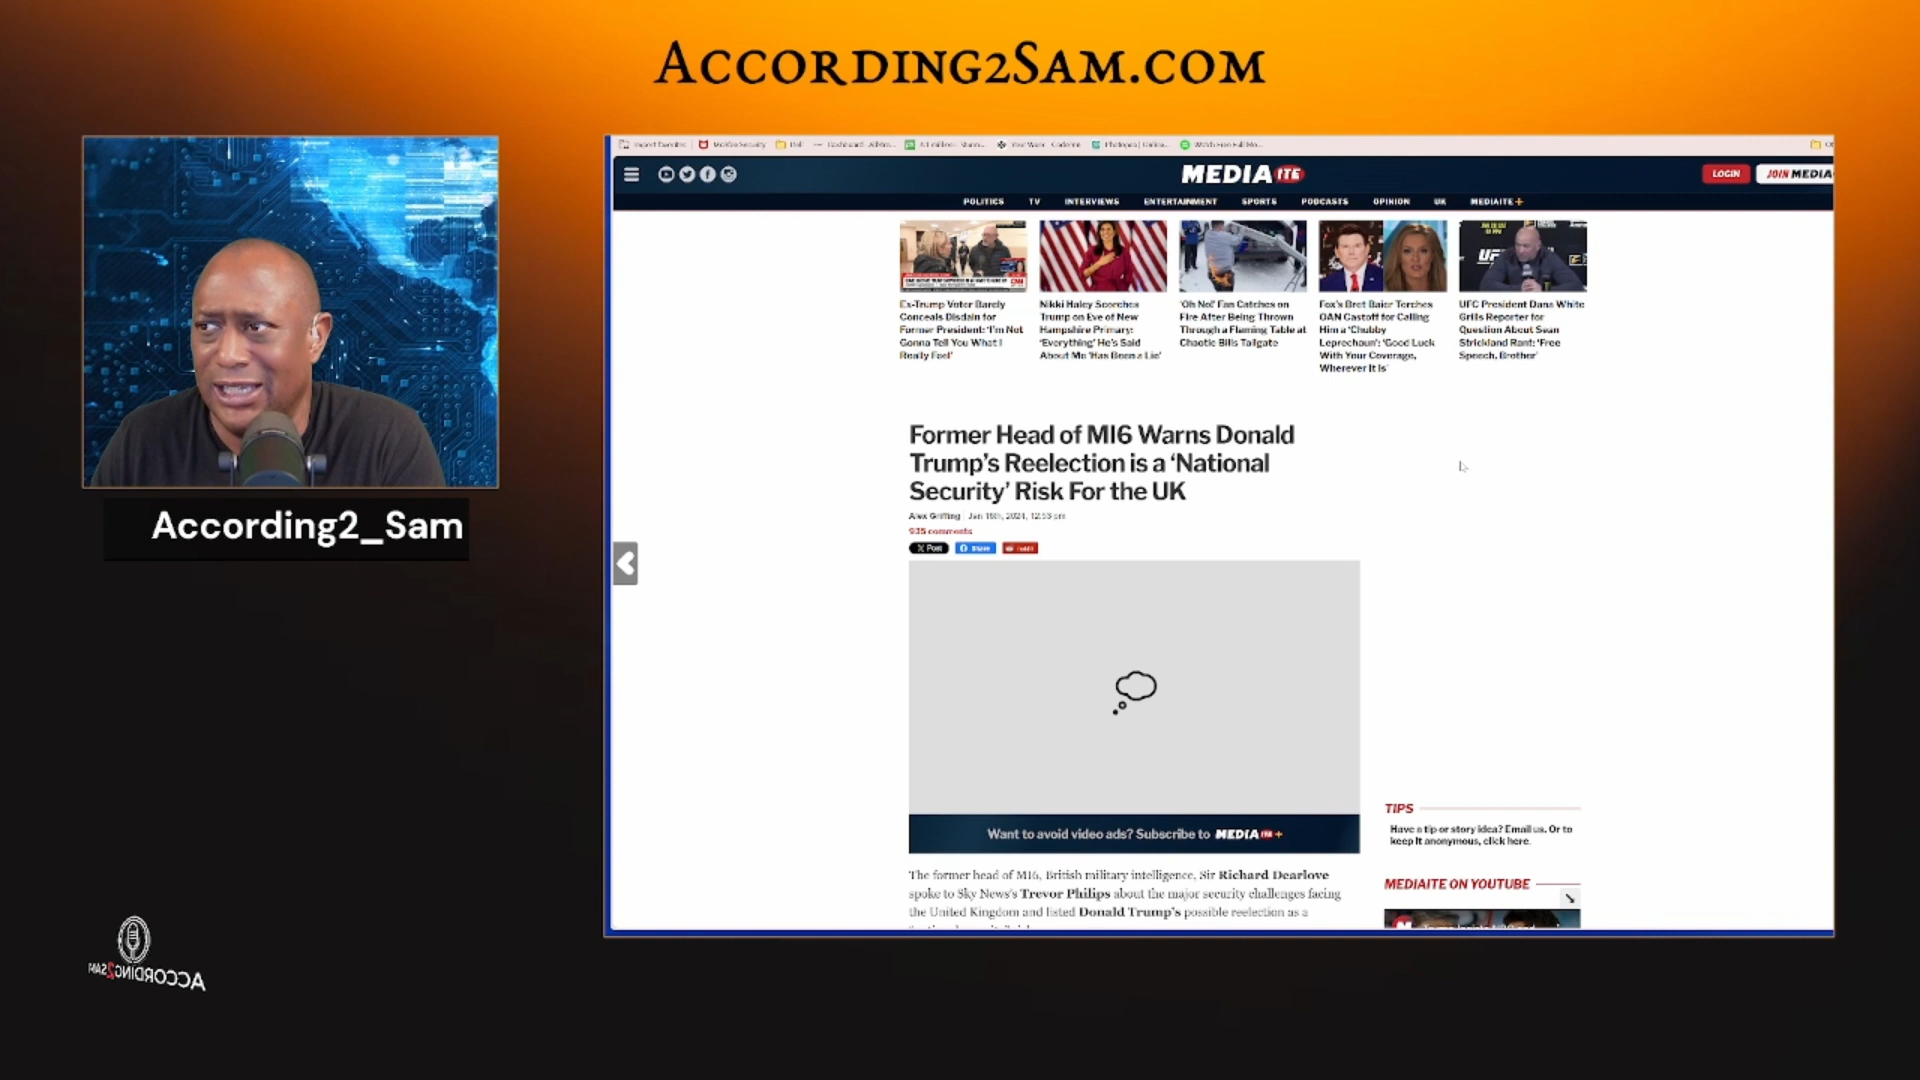 According2Sam.com
According2_Sam
ACCORDING2SAM
MEDIAITE
LOGIN
JOIN MEDIA
POLITICS TV INTERVIEWS ENTERTAINMENT SPORTS PODCASTS OPINION UK MEDIAITE+
Ex-Trump Voter Barely
Conceals Disdain for
Former President: 'I'm Not
Gonna Tell You What I
Really Feel'
Nikki Haley Scorches
Trump on Eve of New
Hampshire Primary:
'Everything' He's Said
About Me 'Has Been a Lie'
'Oh No!' Fan Catches on
Fire After Being Thrown
Through a Flaming Table at
Chaotic Bills Tailgate
Fox's Bret Baier Torches
OAN Castoff for Calling
Him a 'Chubby
Leprechaun': 'Good Luck
With Your Coverage,
Wherever It Is'
UFC President Dana White
Grills Reporter for
Question About Sean
Strickland Rant: 'Free
Speech, Brother'
Former Head of MI6 Warns Donald
Trump's Reelection is a 'National
Security' Risk For the UK
Alex Griffing
935 comments
X Post Share Reddit
Want to avoid video ads? Subscribe to MEDIAITE+
The former head of MI6, British military intelligence, Sir Richard Dearlove
spoke to Sky News's Trevor Philips about the major security challenges facing
the United Kingdom and listed Donald Trump's possible reelection as a
TIPS
Have a tip or story idea? Email us. Or to
keep it anonymous, click here.
MEDIAITE ON YOUTUBE